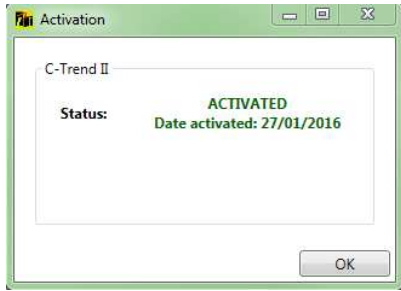 Activation
C-Trend II
Status:
ACTIVATED
Date activated: 27/01/2016
OK